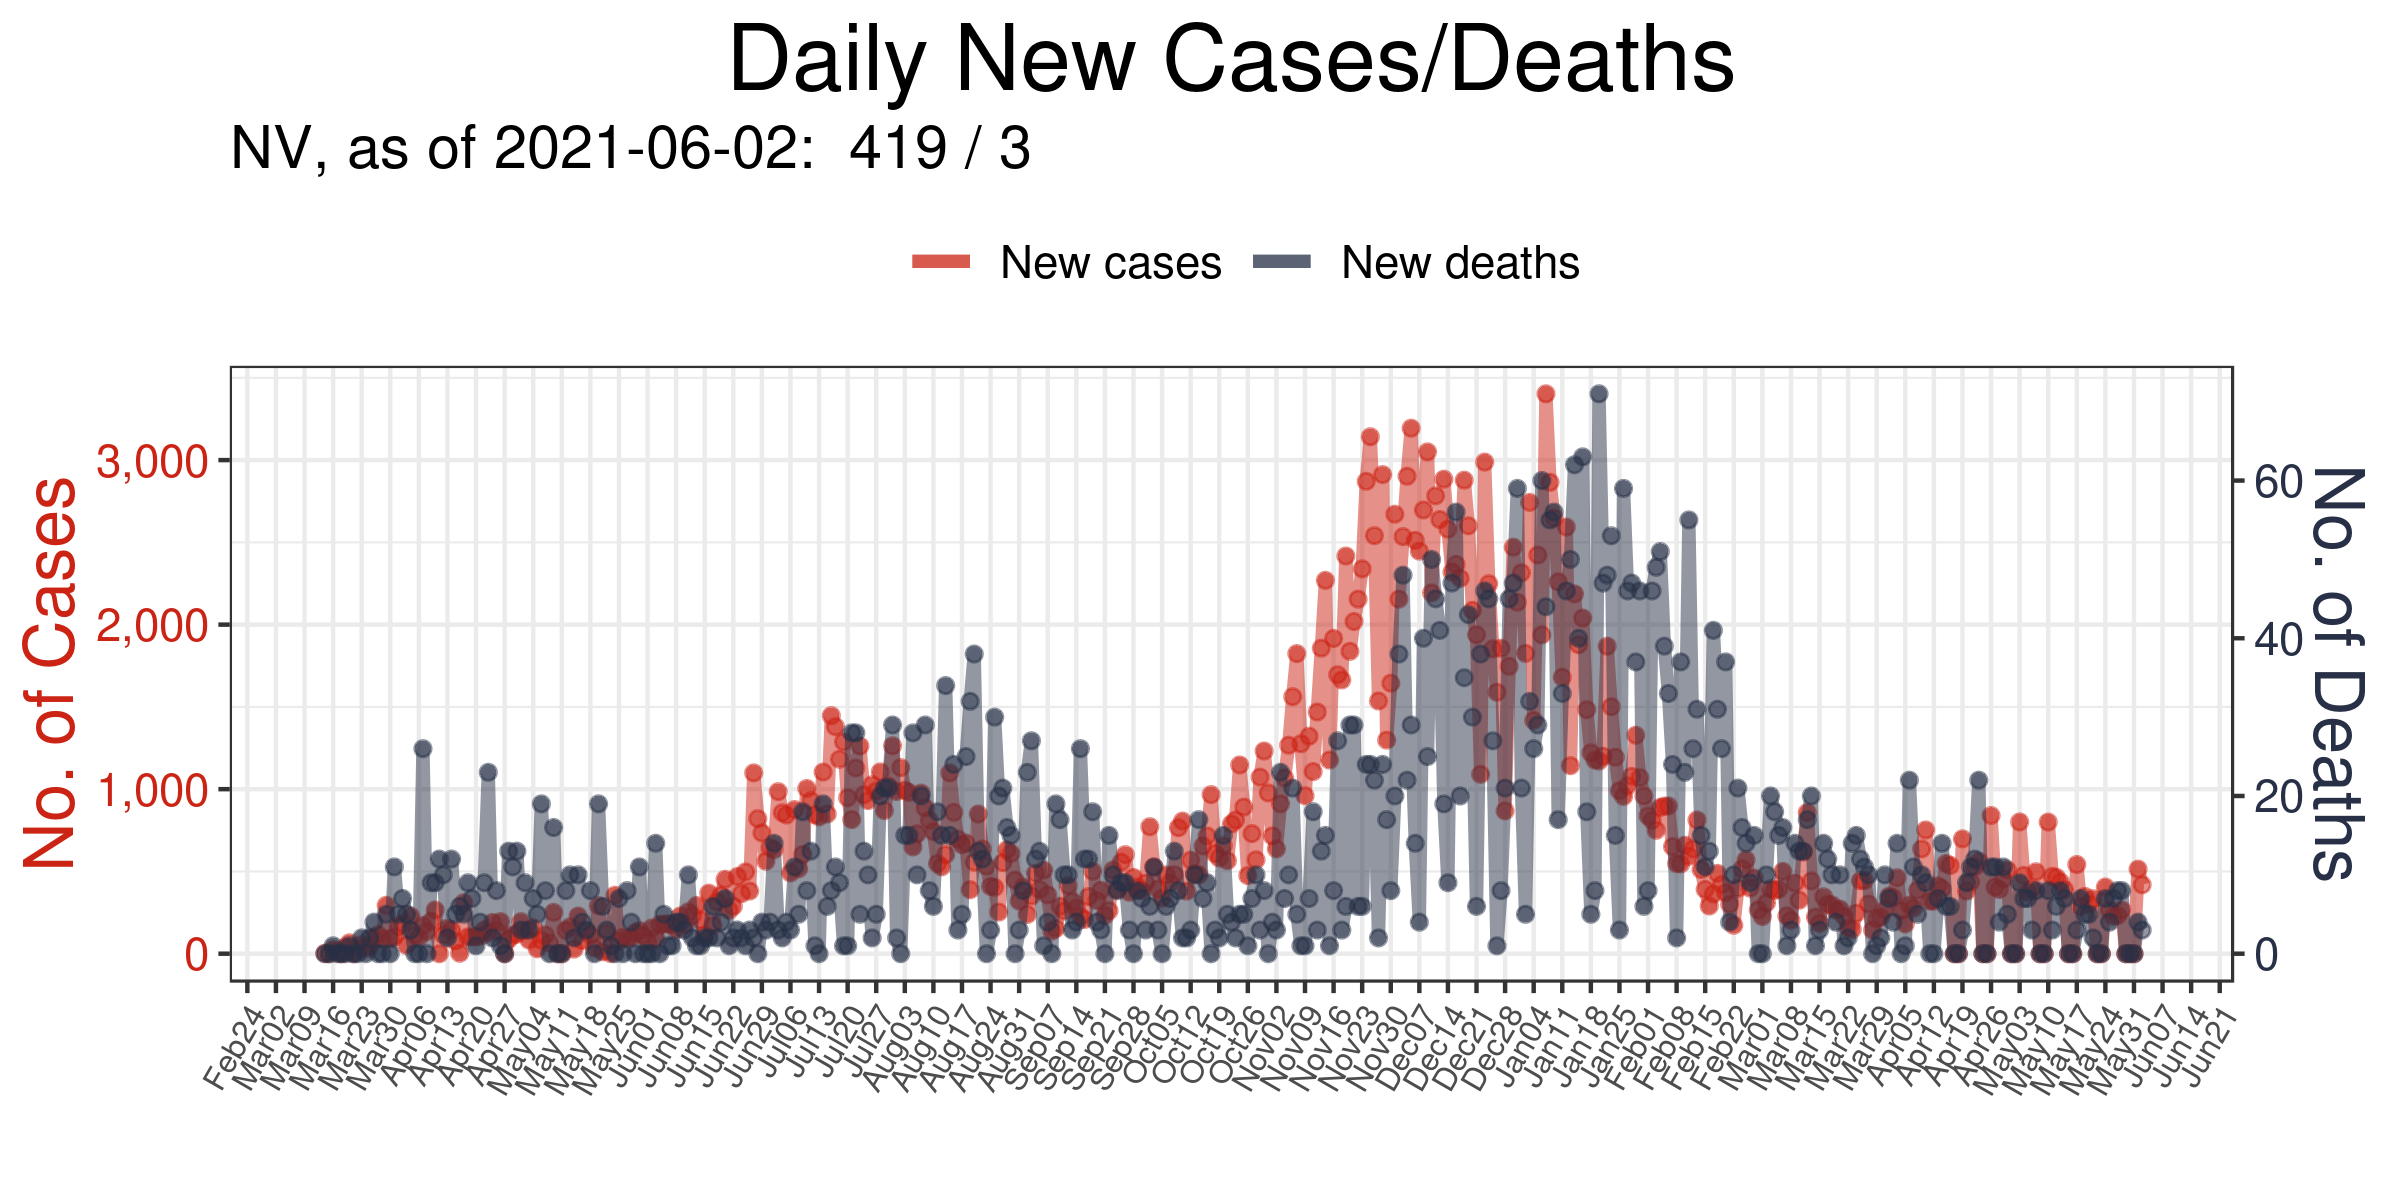 Daily New Cases/Deaths
NV, as of 2021-06-02:  419 / 3
New cases
New deaths
No. of Cases
3,000
2,000
1,000
0
60
40
20
0
No. of Deaths
Feb24
Mar02
Mar09
Mar16
Mar23
Mar30
Apr06
Apr13
Apr20
Apr27
May04
May11
May18
May25
Jun01
Jun08
Jun15
Jun22
Jun29
Jul06
Jul13
Jul20
Jul27
Aug03
Aug10
Aug17
Aug24
Aug31
Sep07
Sep14
Sep21
Sep28
Oct05
Oct12
Oct19
Oct26
Nov02
Nov09
Nov16
Nov23
Nov30
Dec07
Dec14
Dec21
Dec28
Jan04
Jan11
Jan18
Jan25
Feb01
Feb08
Feb15
Feb22
Mar01
Mar08
Mar15
Mar22
Mar29
Apr05
Apr12
Apr19
Apr26
May03
May10
May17
May24
May31
Jun07
Jun14
Jun21